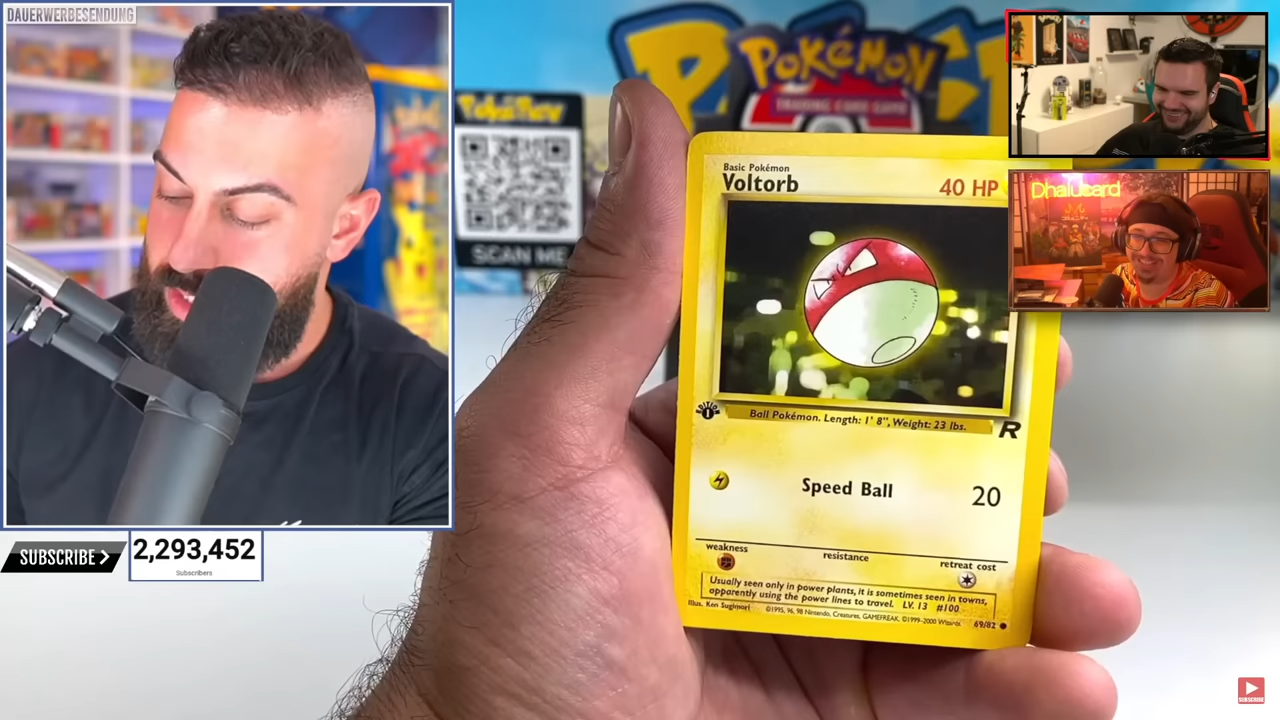 DAUERWERBESENDUNG
POKéMON
TRADING CARD GAME
SCAN ME
Dhalucard
Basic Pokémon
Voltorb
40 HP
EDITION
1
Ball Pokémon. Length: 1' 8", Weight: 23 lbs.
R
Speed Ball
20
weakness
resistance
retreat cost
Usually seen only in power plants, it is sometimes seen in towns,
apparently using the power lines to travel. LV. 13 #100
Illus. Ken Sugimori
©1995, 96, 98 Nintendo, Creatures, GAMEFREAK. ©1999-2000 Wizards.
69/82
SUBSCRIBE
2,293,452
Subscribers
SUBSCRIBE